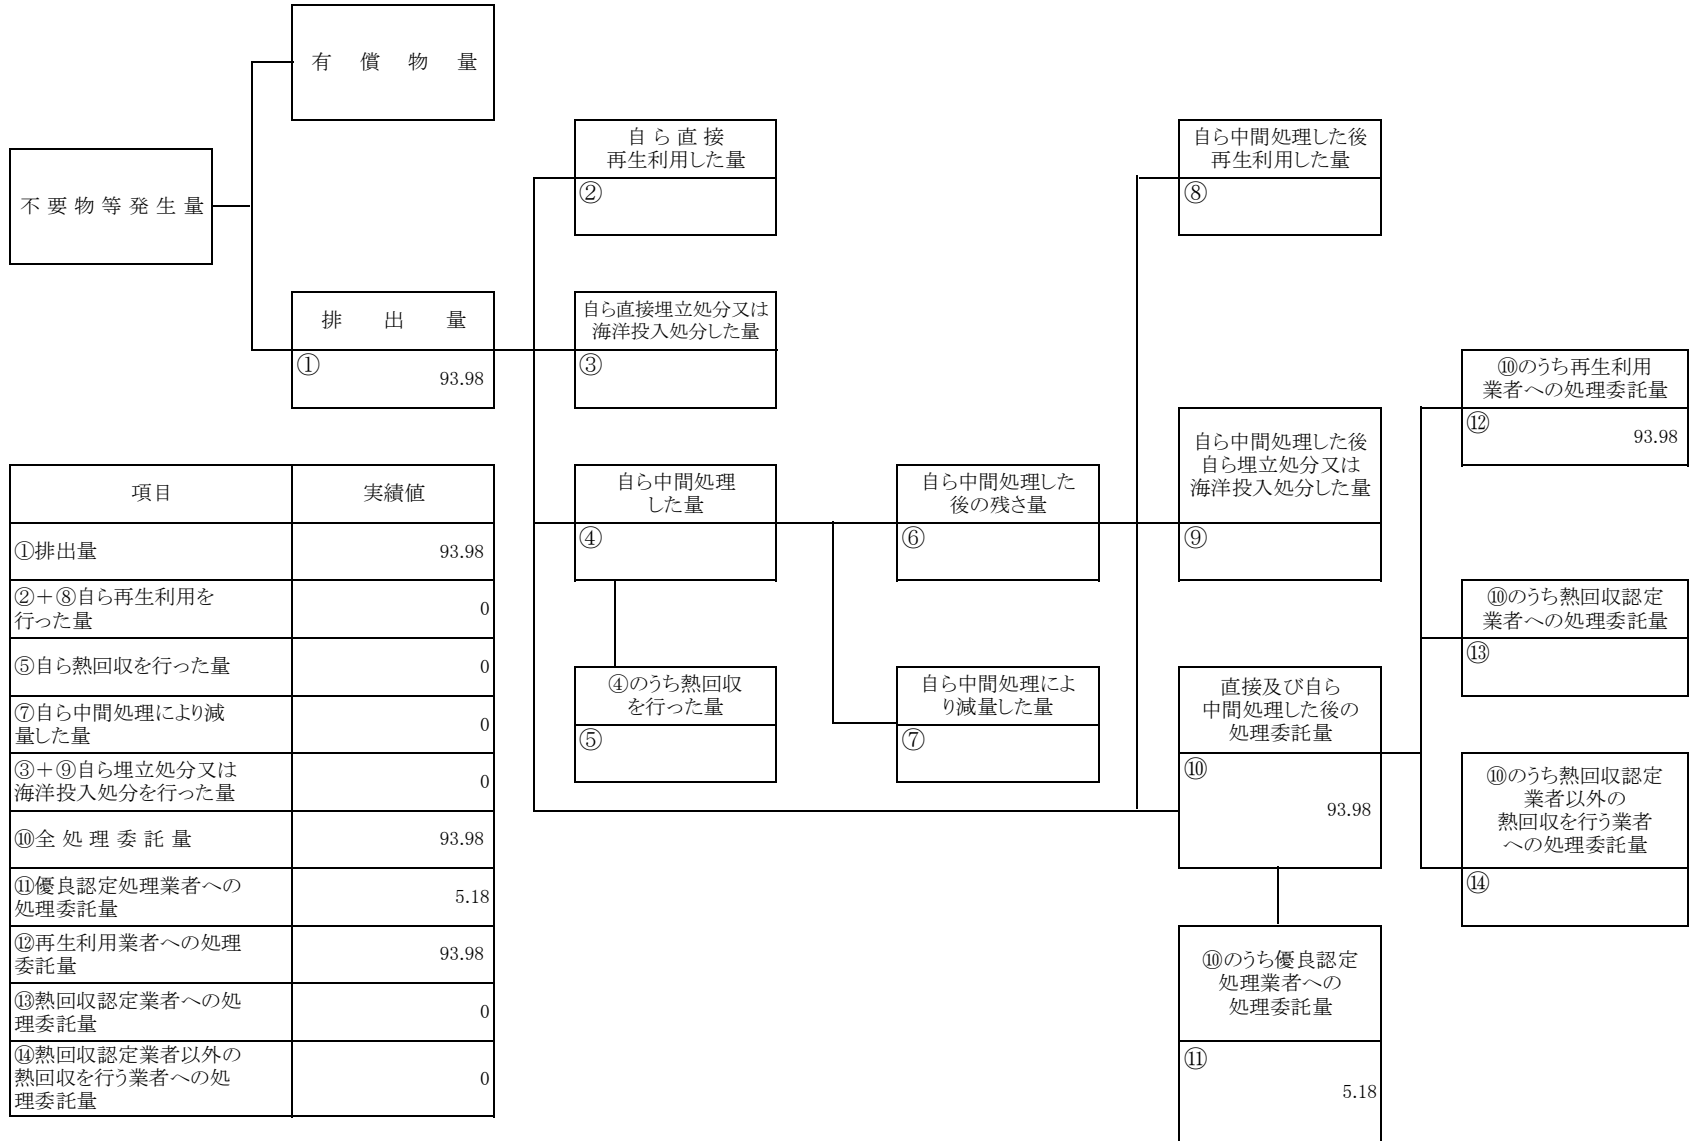 有償物量
不要物等発生量
排出量
①
93.98
自ら直接
再生利用した量
②
自ら直接埋立処分又は
海洋投入処分した量
③
自ら中間処理
した量
④
④のうち熱回収
を行った量
⑤
自ら中間処理した
後の残さ量
⑥
自ら中間処理によ
り減量した量
⑦
自ら中間処理した後
再生利用した量
⑧
自ら中間処理した後
自ら埋立処分又は
海洋投入処分した量
⑨
直接及び自ら
中間処理した後の
処理委託量
⑩
93.98
⑩のうち優良認定
処理業者への
処理委託量
⑪
5.18
⑩のうち再生利用
業者への処理委託量
⑫
93.98
⑩のうち熱回収認定
業者への処理委託量
⑬
⑩のうち熱回収認定
業者以外の
熱回収を行う業者
への処理委託量
⑭
項目 実績値
①排出量 93.98
②+⑧自ら再生利用を
行った量 0
⑤自ら熱回収を行った量 0
⑦自ら中間処理により減
量した量 0
③+⑨自ら埋立処分又は
海洋投入処分を行った量 0
⑩全処理委託量 93.98
⑪優良認定処理業者への
処理委託量 5.18
⑫再生利用業者への処理
委託量 93.98
⑬熱回収認定業者への処
理委託量 0
⑭熱回収認定業者以外の
熱回収を行う業者への処
理委託量 0